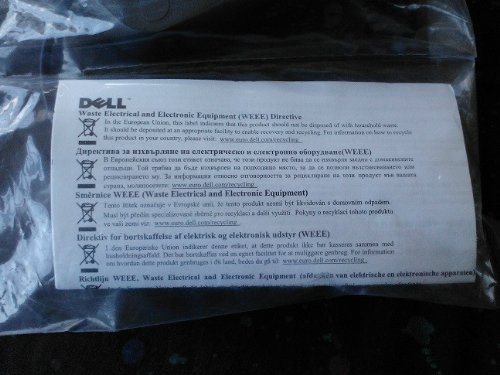 DELL
Waste Electrical and Electronic Equipment (WEEE) Directive
In the European Union, this label indicates that this product should not be disposed of with household waste.
It should be deposited at an appropriate facility to enable recovery and recycling. For information on how to recycle
this product in your country, please visit: www.euro.dell.com/recycling.
Директива за изхвърляне на електрическо и електронно оборудване(WEEE)
В Европейския съюз този етикет означава, че този продукт не бива да се изхвърля заедно с домакинските
отпадъци. Той трябва да бъде изхвърлен на подходящо място, за да се позволи възстановяване или
рециклирането му. За информация относно отговорността за рециклиране на този продукт във вашата
страна, www.euro.dell.com/recycling.
Směrnice WEEE (Waste Electrical and Electronic Equipment)
Tento štítek označuje v Evropské unii, že tento produkt nesmí být likvidován s domovním odpadem.
Musí být předán specializované sběrně pro recyklaci a další využití. Pokyny o recyklaci tohoto produktu
ve vaší zemi viz: www.euro.dell.com/recycling.
Direktiv for bortskaffelse af elektrisk og elektronisk udstyr (WEEE)
I den Europæiske Union indikerer dette etiket, at dette produkt ikke bør kasseres sammen med
husholdningsaffald. Det bør bortskaffes ved en egnet facilitet for at muliggøre genbrug. For information
om hvordan dette produkt genbruges i dit land, bedes du gå til: www.euro.dell.com/recycling.
Richtlijn WEEE, Waste Electrical and Electronic Equipment (afdanken van elektrische en elektronische apparaten)